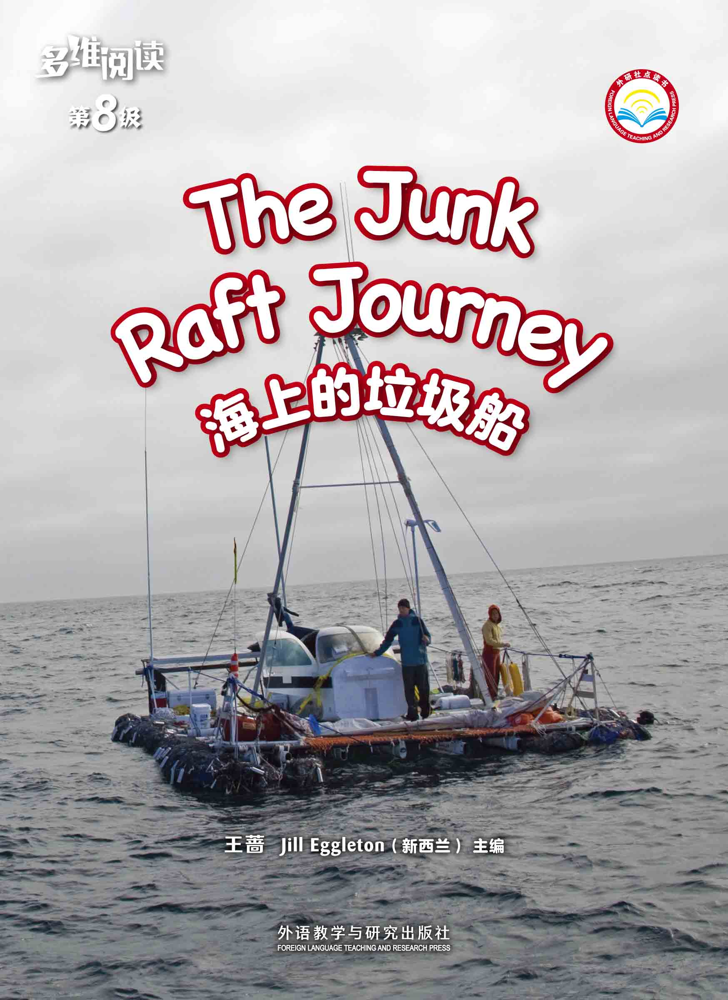 多维阅读
第8级
外研社点读书
FOREIGN LANGUAGE TEACHING AND RESEARCH PRESS
The Junk
Raft Journey
海上的垃圾船
王蔷 Jill Eggleton（新西兰） 主编
外语教学与研究出版社
FOREIGN LANGUAGE TEACHING AND RESEARCH PRESS